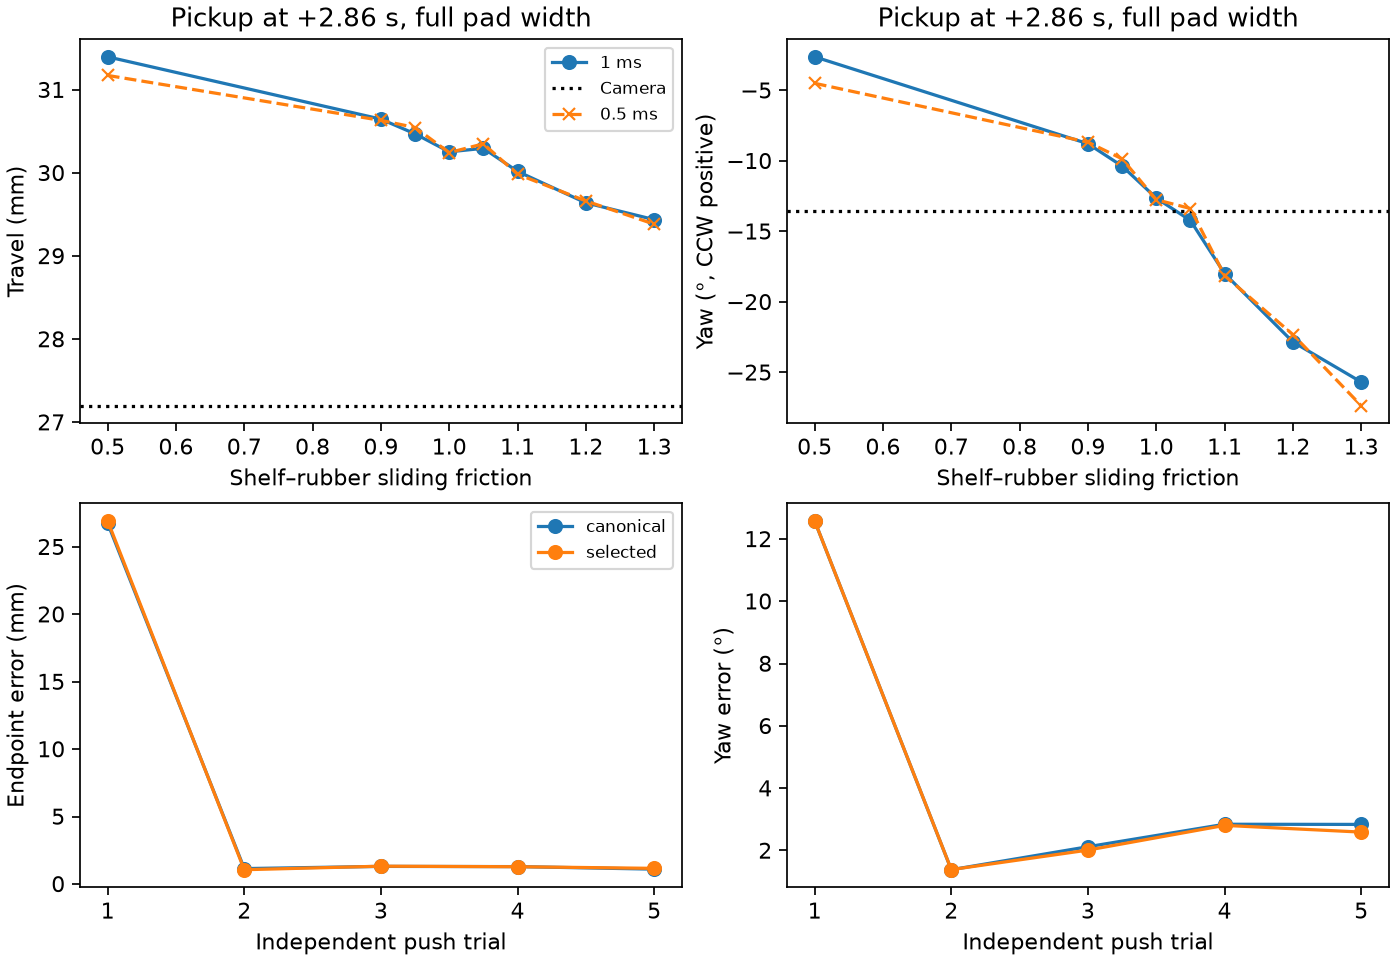 Pickup at +2.86 s, full pad width
Travel (mm)
31
30
29
28
27
1 ms
Camera
0.5 ms
0.5 0.6 0.7 0.8 0.9 1.0 1.1 1.2 1.3
Shelf–rubber sliding friction
Pickup at +2.86 s, full pad width
Yaw (°, CCW positive)
−5
−10
−15
−20
−25
0.5 0.6 0.7 0.8 0.9 1.0 1.1 1.2 1.3
Shelf–rubber sliding friction
Endpoint error (mm)
25
20
15
10
5
0
canonical
selected
1 2 3 4 5
Independent push trial
Yaw error (°)
12
10
8
6
4
2
1 2 3 4 5
Independent push trial